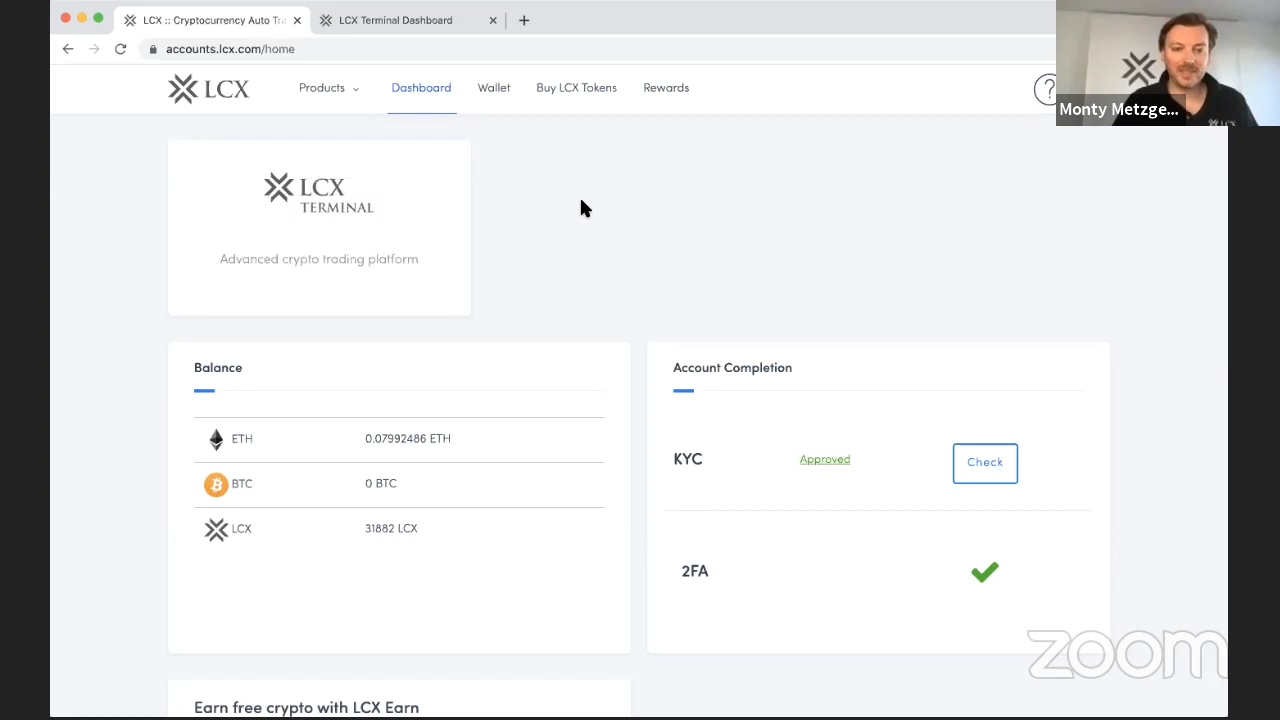 LCX :: Cryptocurrency Auto Tra
LCX Terminal Dashboard
accounts.lcx.com/home
LCX
Products
Dashboard
Wallet
Buy LCX Tokens
Rewards
?
Monty Metzge...
LCX
LCX
TERMINAL
Advanced crypto trading platform
Balance
ETH 0.07992486 ETH
BTC 0 BTC
LCX 31882 LCX
Account Completion
KYC Approved Check
2FA
Earn free crypto with LCX Earn
zoom